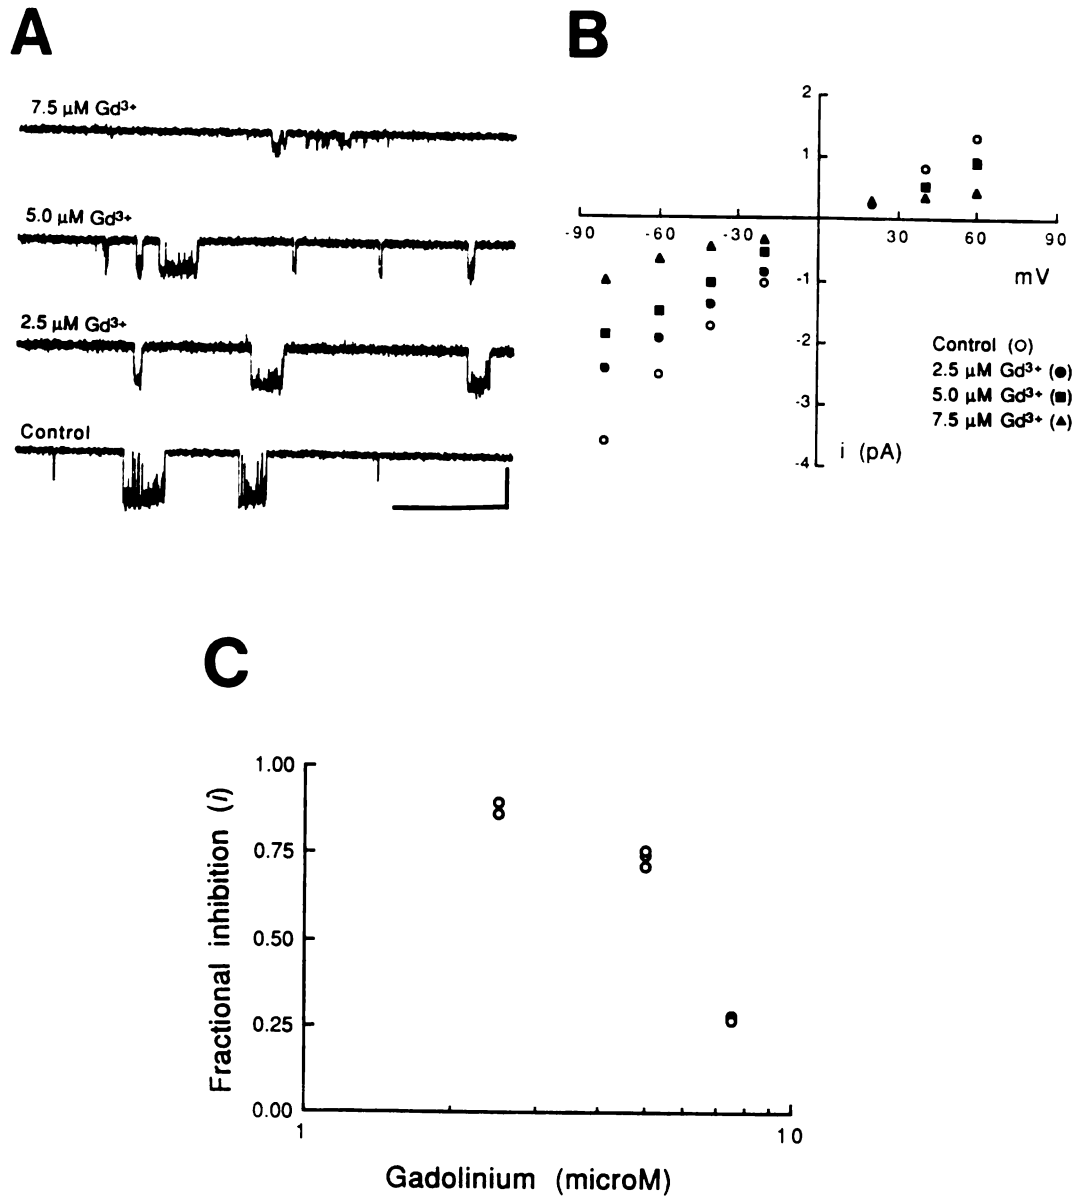 A
7.5 μM Gd³⁺
5.0 μM Gd³⁺
2.5 μM Gd³⁺
Control
B
2
1
-90 -60 -30 30 60 90
mV
-1
-2
-3
-4
i (pA)
Control (○)
2.5 μM Gd³⁺ (●)
5.0 μM Gd³⁺ (■)
7.5 μM Gd³⁺ (▲)
C
Fractional inhibition (i)
1.00
0.75
0.50
0.25
0.00
1 10
Gadolinium (microM)